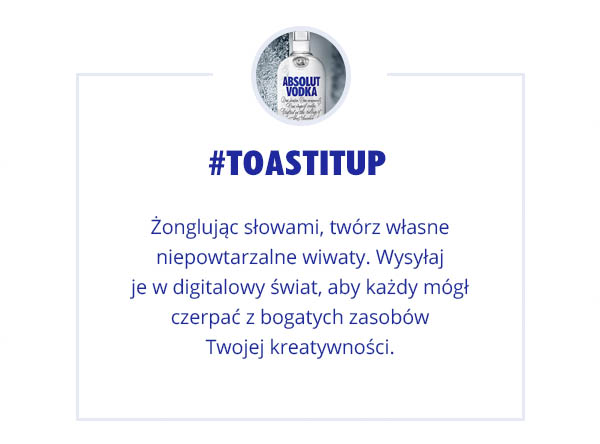 ABSOLUT
VODKA
#TOASTITUP
Żonglując słowami, twórz własne
niepowtarzalne wiwaty. Wysyłaj
je w digitalowy świat, aby każdy mógł
czerpać z bogatych zasobów
Twojej kreatywności.